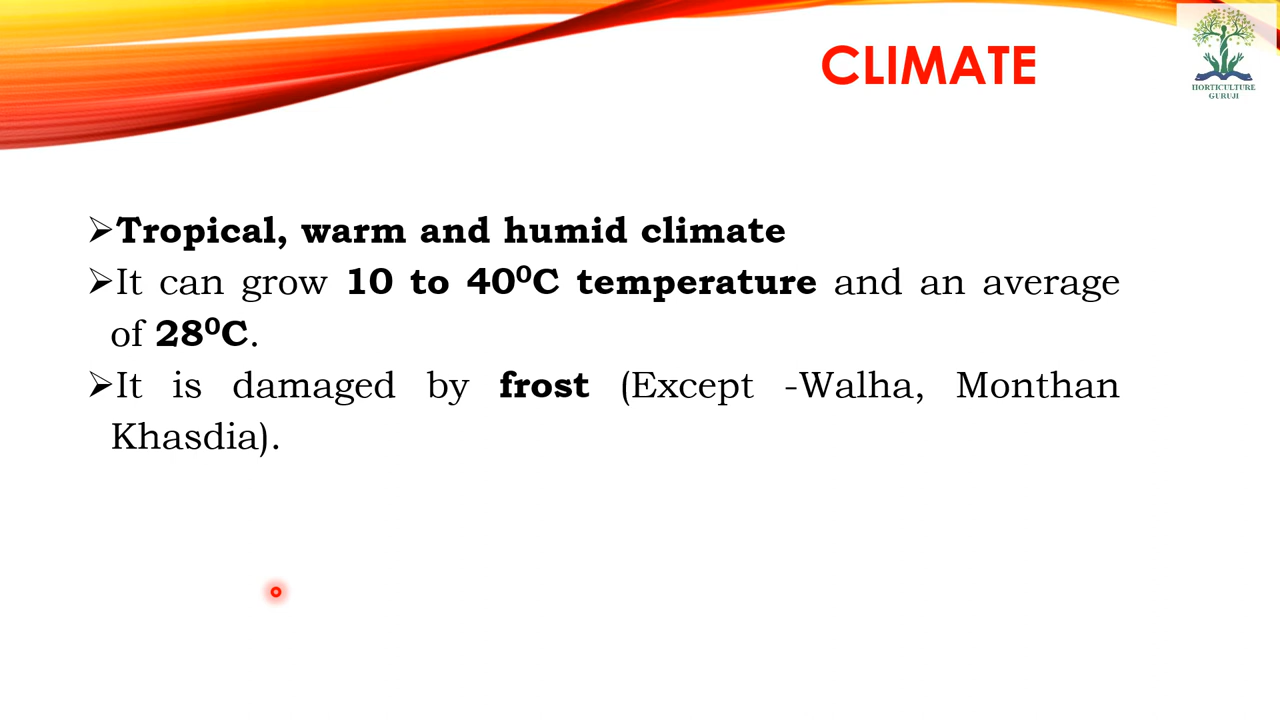 CLIMATE
HORTICULTURE
GURUJI
➢Tropical, warm and humid climate
➢It can grow 10 to 40⁰C temperature and an average
of 28⁰C.
➢It is damaged by frost (Except -Walha, Monthan
Khasdia).